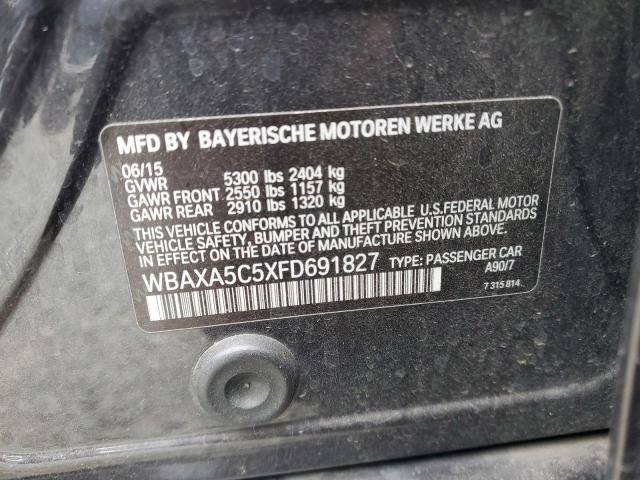 MFD BY BAYERISCHE MOTOREN WERKE AG
06/15
GVWR 5300 lbs 2404 kg
GAWR FRONT 2550 lbs 1157 kg
GAWR REAR 2910 lbs 1320 kg
THIS VEHICLE CONFORMS TO ALL APPLICABLE U.S.FEDERAL MOTOR
VEHICLE SAFETY, BUMPER AND THEFT PREVENTION STANDARDS
IN EFFECT ON THE DATE OF MANUFACTURE SHOWN ABOVE.
WBAXA5C5XFD691827 TYPE: PASSENGER CAR
A90/7
7 315 814